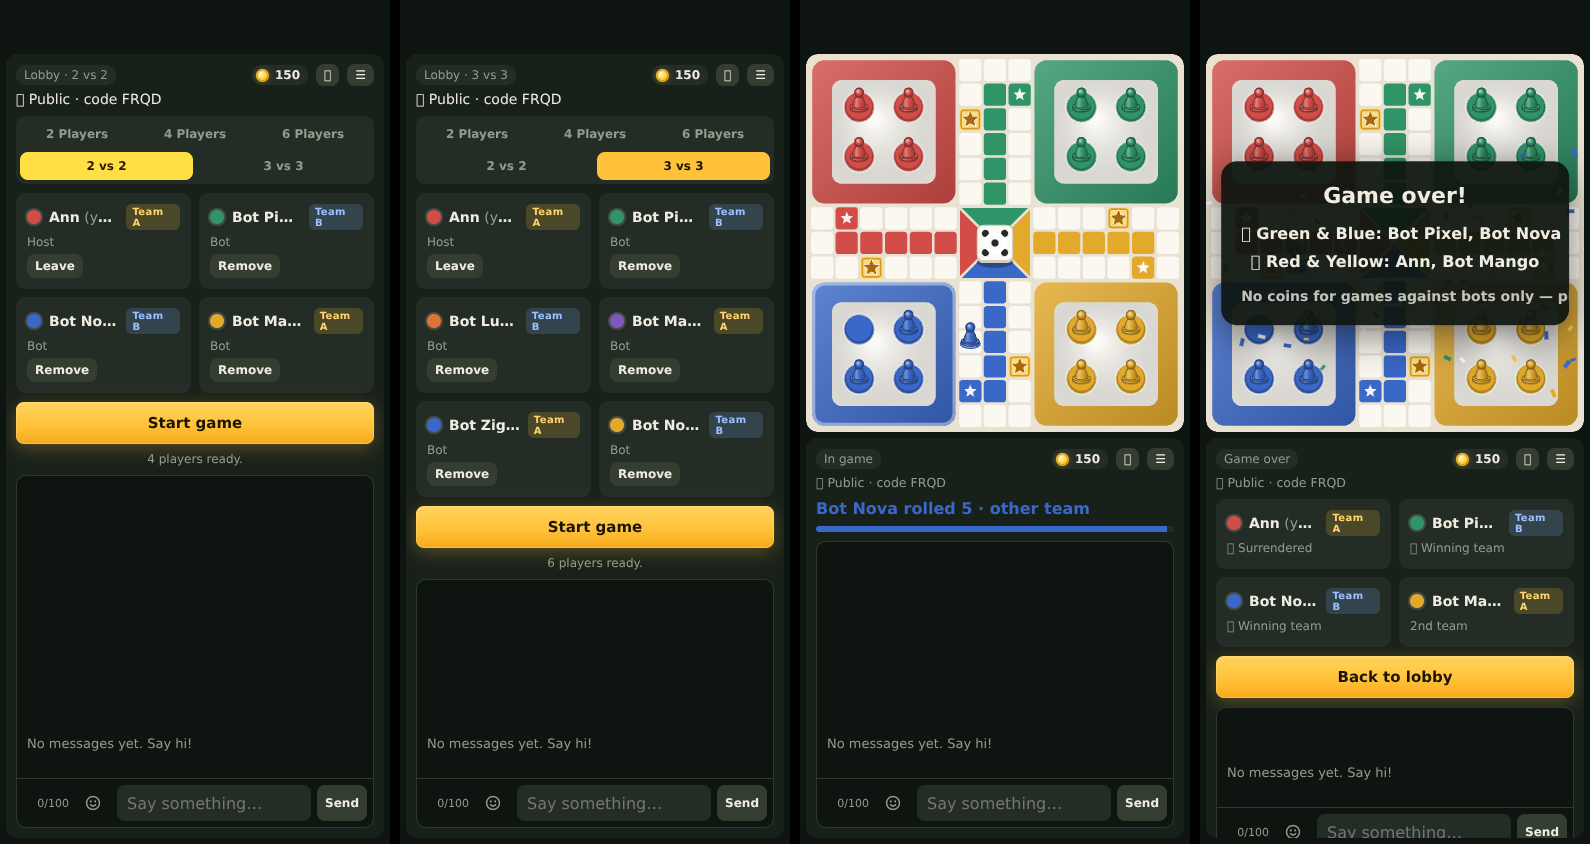 Lobby · 2 vs 2
150
Public · code FRQD
2 Players 4 Players 6 Players
2 vs 2 3 vs 3
Ann (y... Team A
Host
Leave
Bot Pi... Team B
Bot
Remove
Bot No... Team B
Bot
Remove
Bot Ma... Team A
Bot
Remove
Start game
4 players ready.
No messages yet. Say hi!
0/100 Say something... Send
Lobby · 3 vs 3
150
Public · code FRQD
2 Players 4 Players 6 Players
2 vs 2 3 vs 3
Ann (y... Team A
Host
Leave
Bot Pi... Team B
Bot
Remove
Bot Lu... Team B
Bot
Remove
Bot Ma... Team A
Bot
Remove
Bot Zig... Team A
Bot
Remove
Bot No... Team B
Bot
Remove
Start game
6 players ready.
No messages yet. Say hi!
0/100 Say something... Send
In game
150
Public · code FRQD
Bot Nova rolled 5 · other team
No messages yet. Say hi!
0/100 Say something... Send
Game over!
Green & Blue: Bot Pixel, Bot Nova
Red & Yellow: Ann, Bot Mango
No coins for games against bots only — p
Game over
150
Public · code FRQD
Ann (y... Team A
Surrendered
Bot Pi... Team B
Winning team
Bot No... Team B
Winning team
Bot Ma... Team A
2nd team
Back to lobby
No messages yet. Say hi!
0/100 Say something... Send